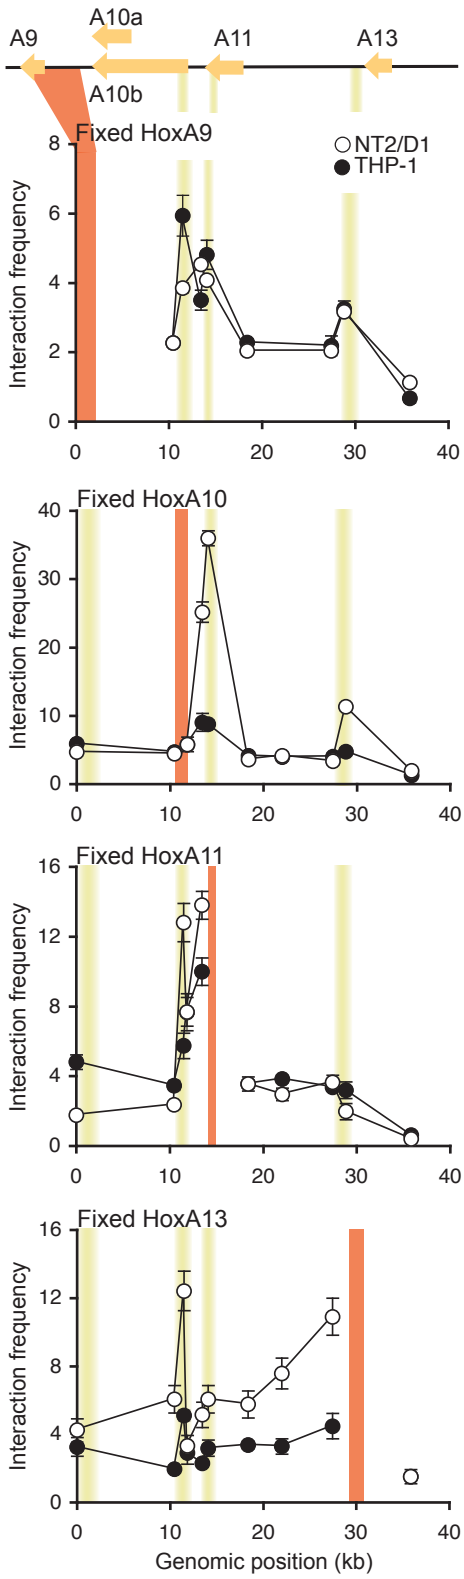 A10a
A9 A11 A13
A10b
Fixed HoxA9
NT2/D1
THP-1
Interaction frequency
8
6
4
2
0
0 10 20 30 40
Fixed HoxA10
Interaction frequency
40
30
20
10
0
0 10 20 30 40
Fixed HoxA11
Interaction frequency
16
12
8
4
0
0 10 20 30 40
Fixed HoxA13
Interaction frequency
16
12
8
4
0
0 10 20 30 40
Genomic position (kb)